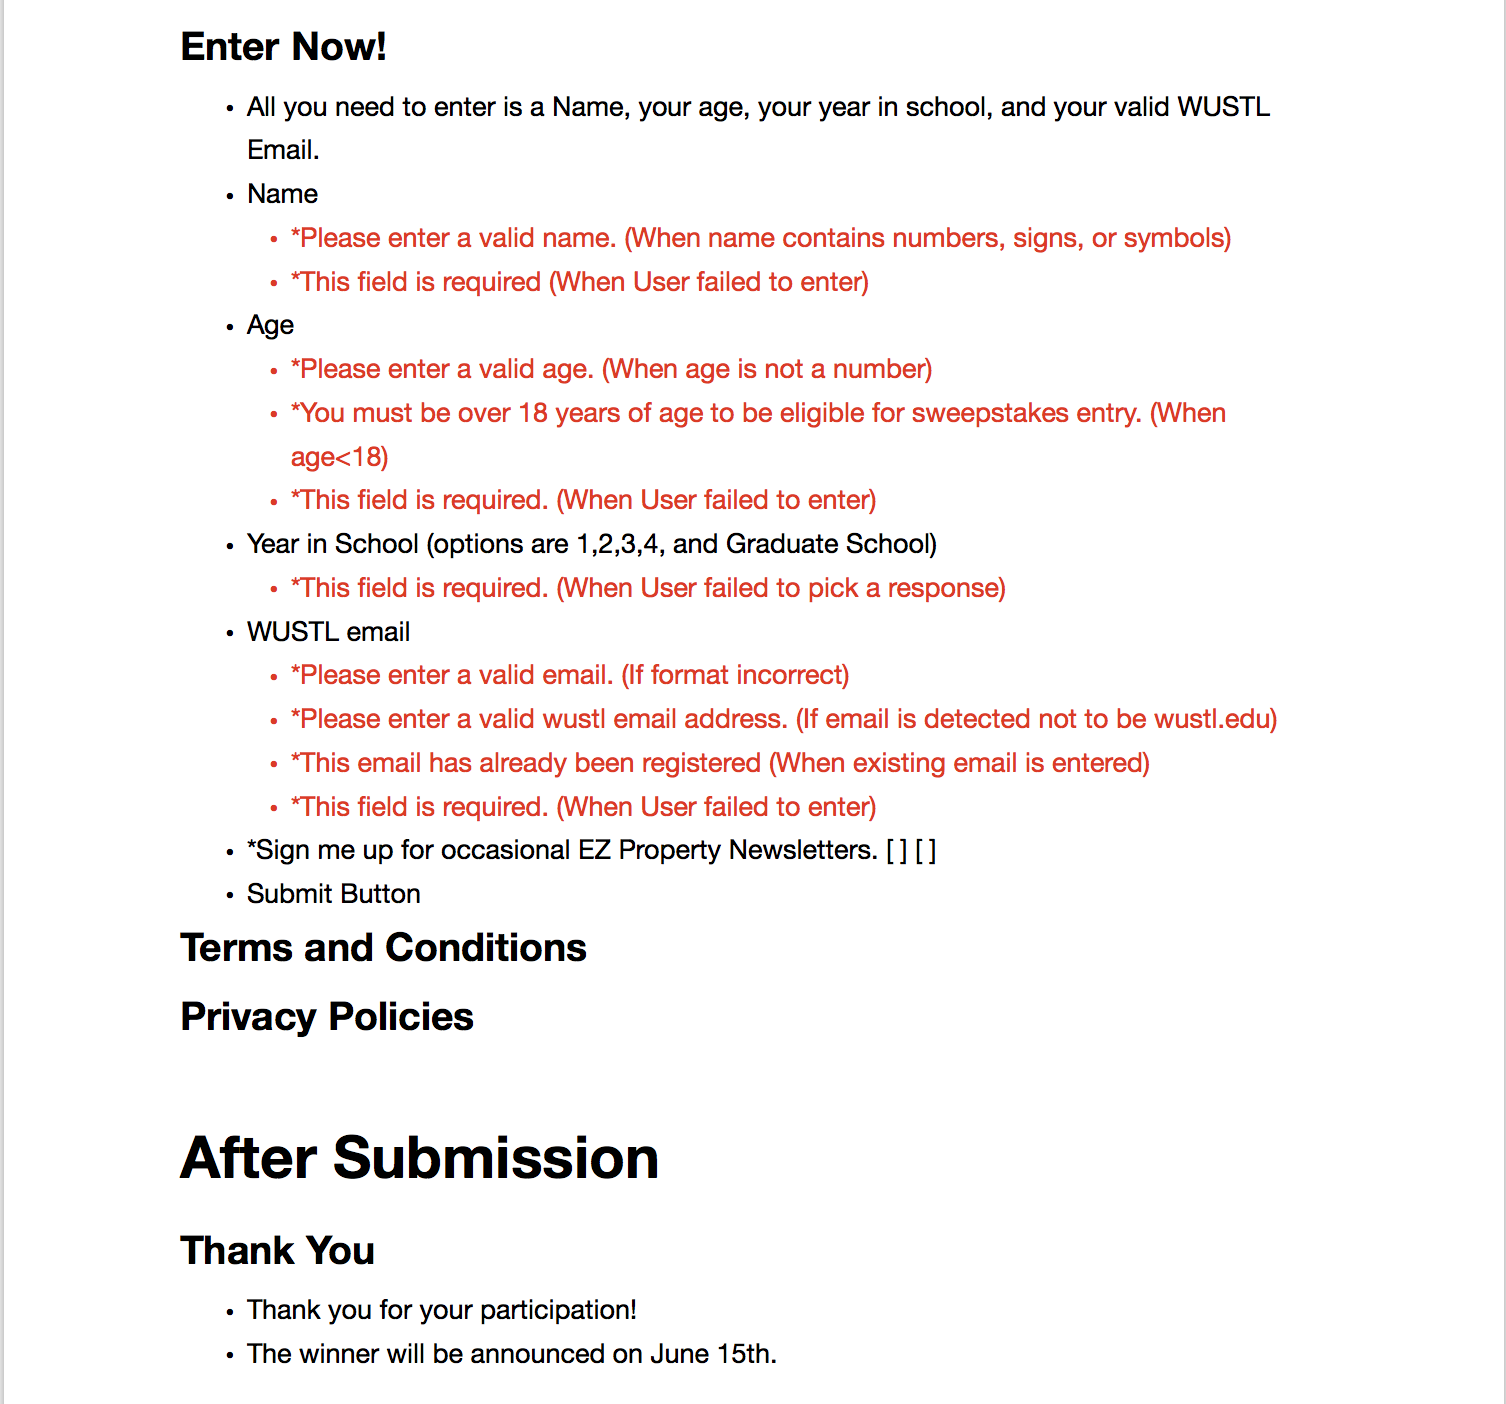 Enter Now!
• All you need to enter is a Name, your age, your year in school, and your valid WUSTL
Email.
• Name
• *Please enter a valid name. (When name contains numbers, signs, or symbols)
• *This field is required (When User failed to enter)
• Age
• *Please enter a valid age. (When age is not a number)
• *You must be over 18 years of age to be eligible for sweepstakes entry. (When
age<18)
• *This field is required. (When User failed to enter)
• Year in School (options are 1,2,3,4, and Graduate School)
• *This field is required. (When User failed to pick a response)
• WUSTL email
• *Please enter a valid email. (If format incorrect)
• *Please enter a valid wustl email address. (If email is detected not to be wustl.edu)
• *This email has already been registered (When existing email is entered)
• *This field is required. (When User failed to enter)
• *Sign me up for occasional EZ Property Newsletters. [ ] [ ]
• Submit Button
Terms and Conditions
Privacy Policies
After Submission
Thank You
• Thank you for your participation!
• The winner will be announced on June 15th.